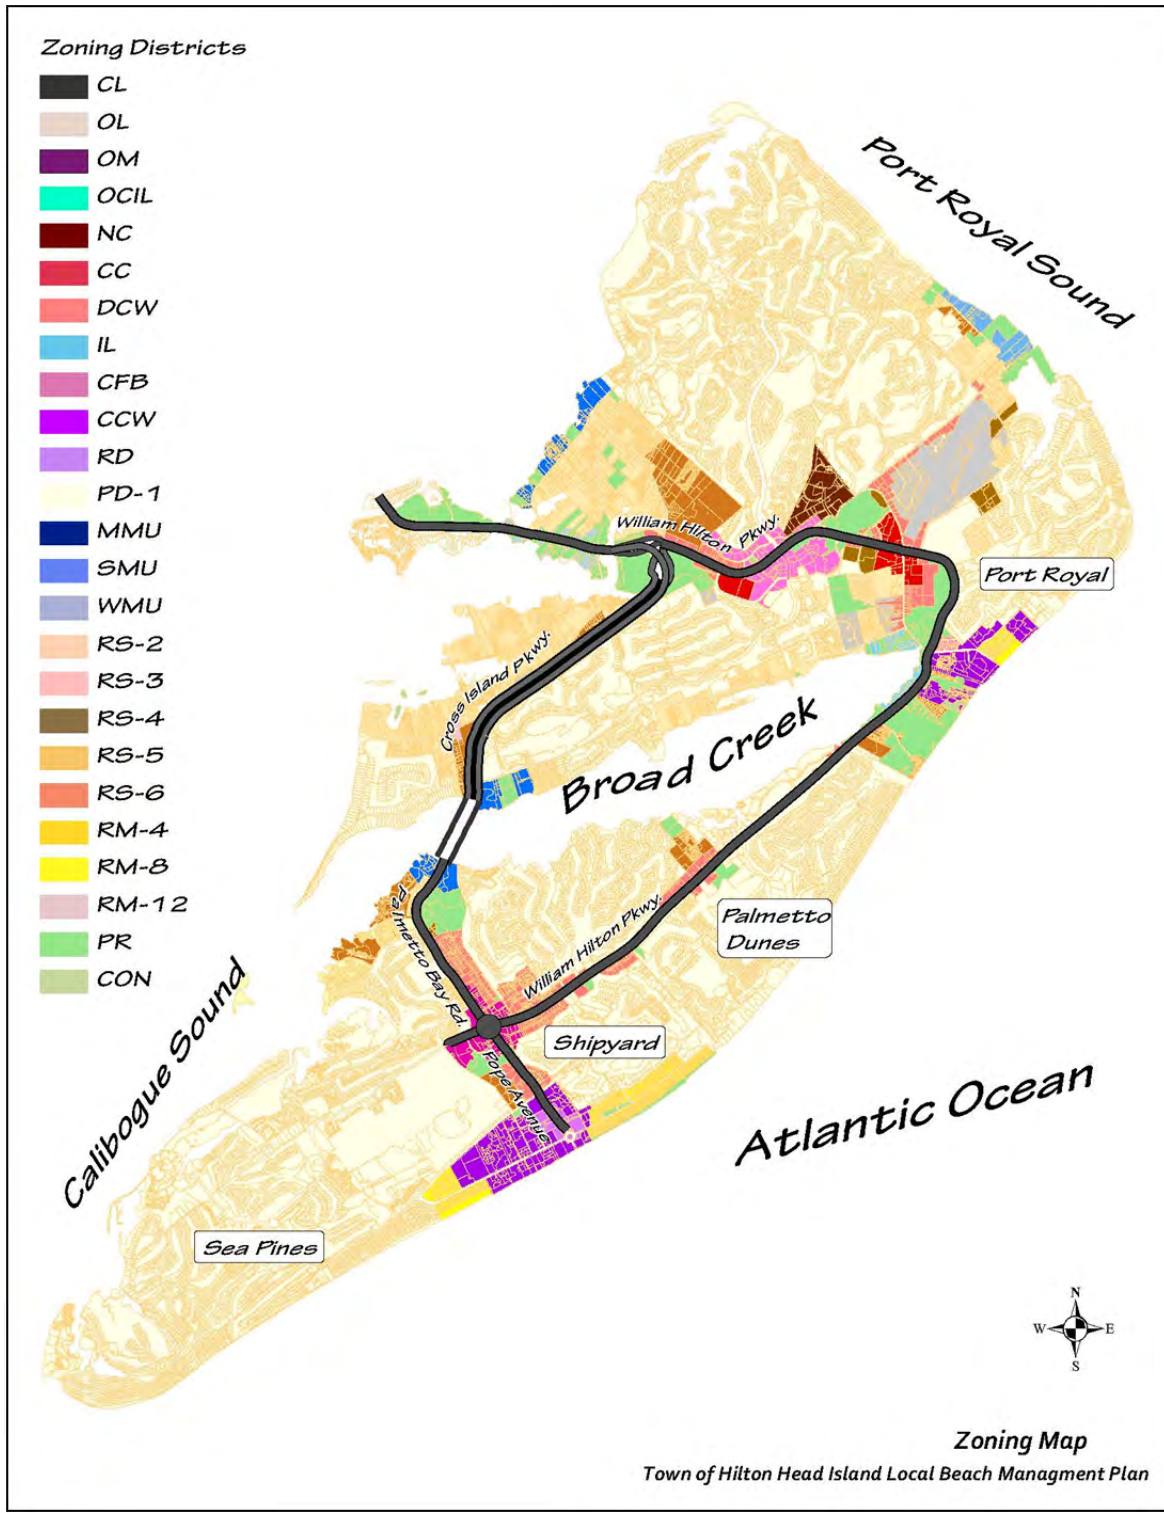 Zoning Districts
CL
OL
OM
OCIL
NC
CC
DCW
IL
CFB
CCW
RD
PD-1
MMU
SMU
WMU
RS-2
RS-3
RS-4
RS-5
RS-6
RM-4
RM-8
RM-12
PR
CON
Port Royal Sound
William Hilton Pkwy.
Port Royal
Cross Island Pkwy.
Broad Creek
Palmetto Bay Rd.
William Hilton Pkwy.
Palmetto
Dunes
Calibogue Sound
Shipyard
Pope Avenue
Atlantic Ocean
Sea Pines
N
W E
S
Zoning Map
Town of Hilton Head Island Local Beach Managment Plan